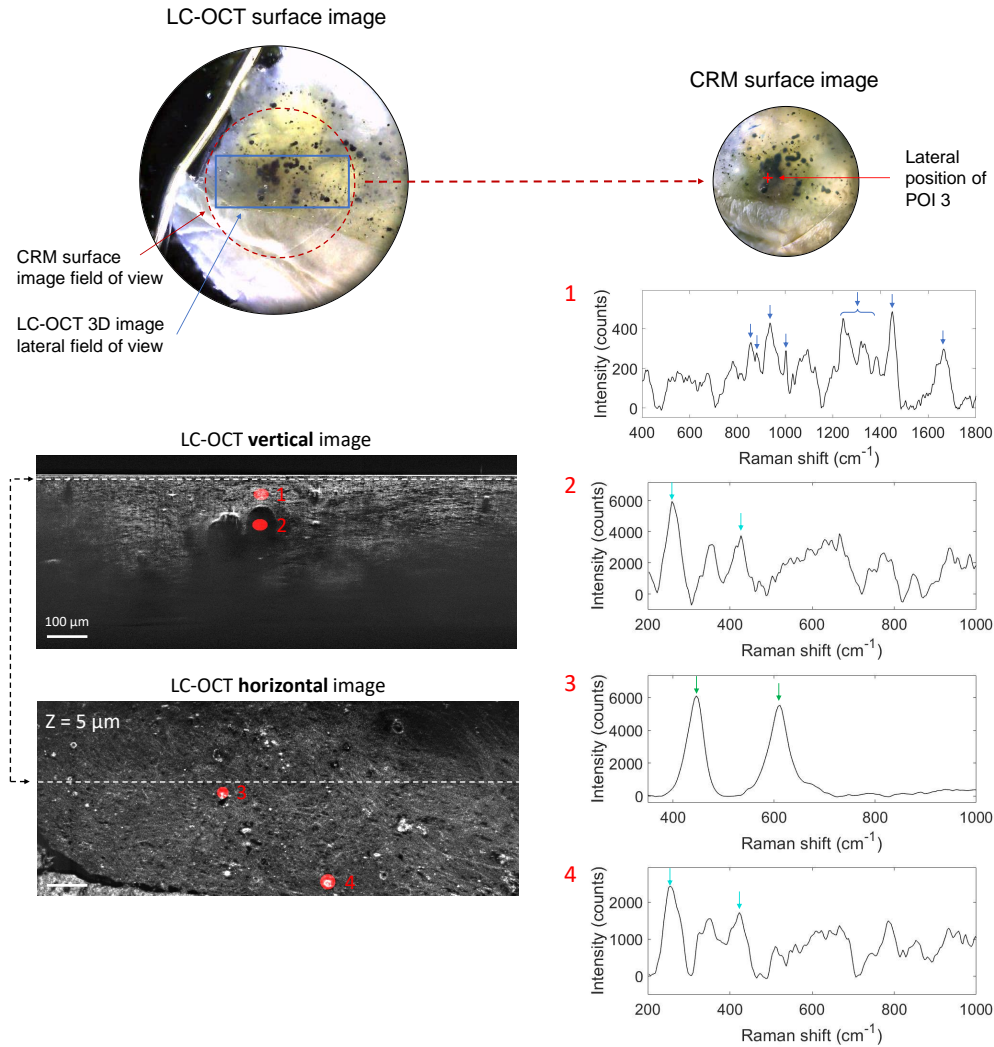 LC-OCT surface image
CRM surface image
Lateral
position of
POI 3
CRM surface
image field of view
LC-OCT 3D image
lateral field of view
1
Intensity (counts)
400
200
0
400 600 800 1000 1200 1400 1600 1800
Raman shift (cm⁻¹)
LC-OCT vertical image
1
2
100 µm
2
Intensity (counts)
6000
4000
2000
0
200 400 600 800 1000
Raman shift (cm⁻¹)
LC-OCT horizontal image
Z = 5 µm
3
4
3
Intensity (counts)
6000
4000
2000
0
400 600 800 1000
Raman shift (cm⁻¹)
4
Intensity (counts)
2000
1000
0
200 400 600 800 1000
Raman shift (cm⁻¹)